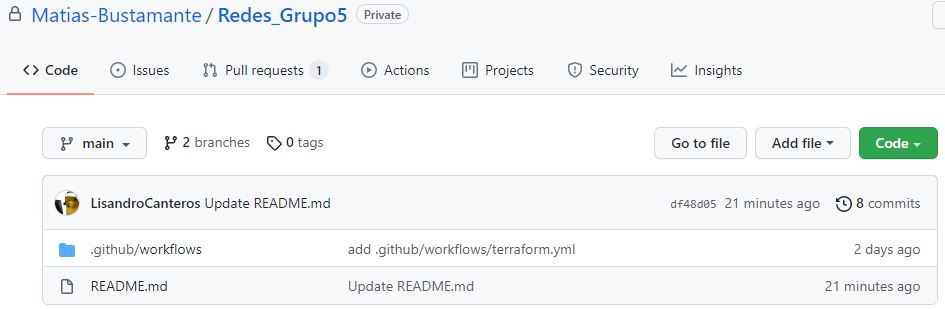 Matias-Bustamante / Redes_Grupo5 Private
Code Issues Pull requests 1 Actions Projects Security Insights
main 2 branches 0 tags Go to file Add file Code
LisandroCanteros Update README.md df48d05 21 minutes ago 8 commits
.github/workflows add .github/workflows/terraform.yml 2 days ago
README.md Update README.md 21 minutes ago